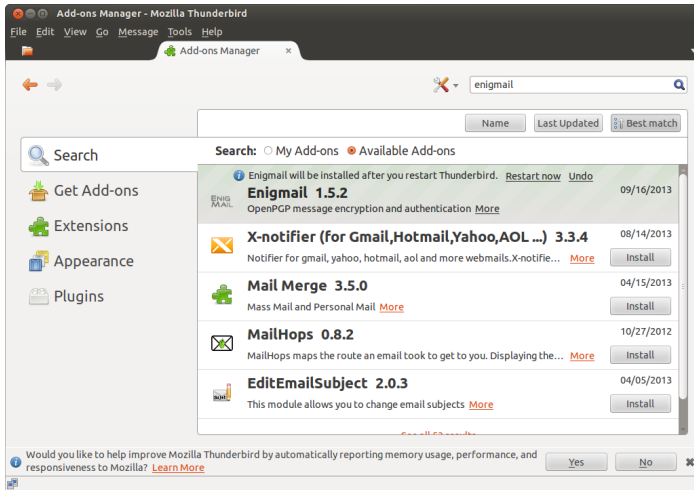 Add-ons Manager - Mozilla Thunderbird
File Edit View Go Message Tools Help
Add-ons Manager ×
enigmail
Name Last Updated Best match
Search: My Add-ons Available Add-ons
Search
Get Add-ons
Extensions
Appearance
Plugins
Enigmail will be installed after you restart Thunderbird. Restart now Undo
ENIG
MAIL
Enigmail 1.5.2 09/16/2013
OpenPGP message encryption and authentication More
X-notifier (for Gmail,Hotmail,Yahoo,AOL ...) 3.3.4 08/14/2013
Notifier for gmail, yahoo, hotmail, aol and more webmails.X-notifie... More Install
Mail Merge 3.5.0 04/15/2013
Mass Mail and Personal Mail More Install
MailHops 0.8.2 10/27/2012
MailHops maps the route an email took to get to you. Displaying the... More Install
EditEmailSubject 2.0.3 04/05/2013
This module allows you to change email subjects More Install
Would you like to help improve Mozilla Thunderbird by automatically reporting memory usage, performance, and
responsiveness to Mozilla? Learn More Yes No